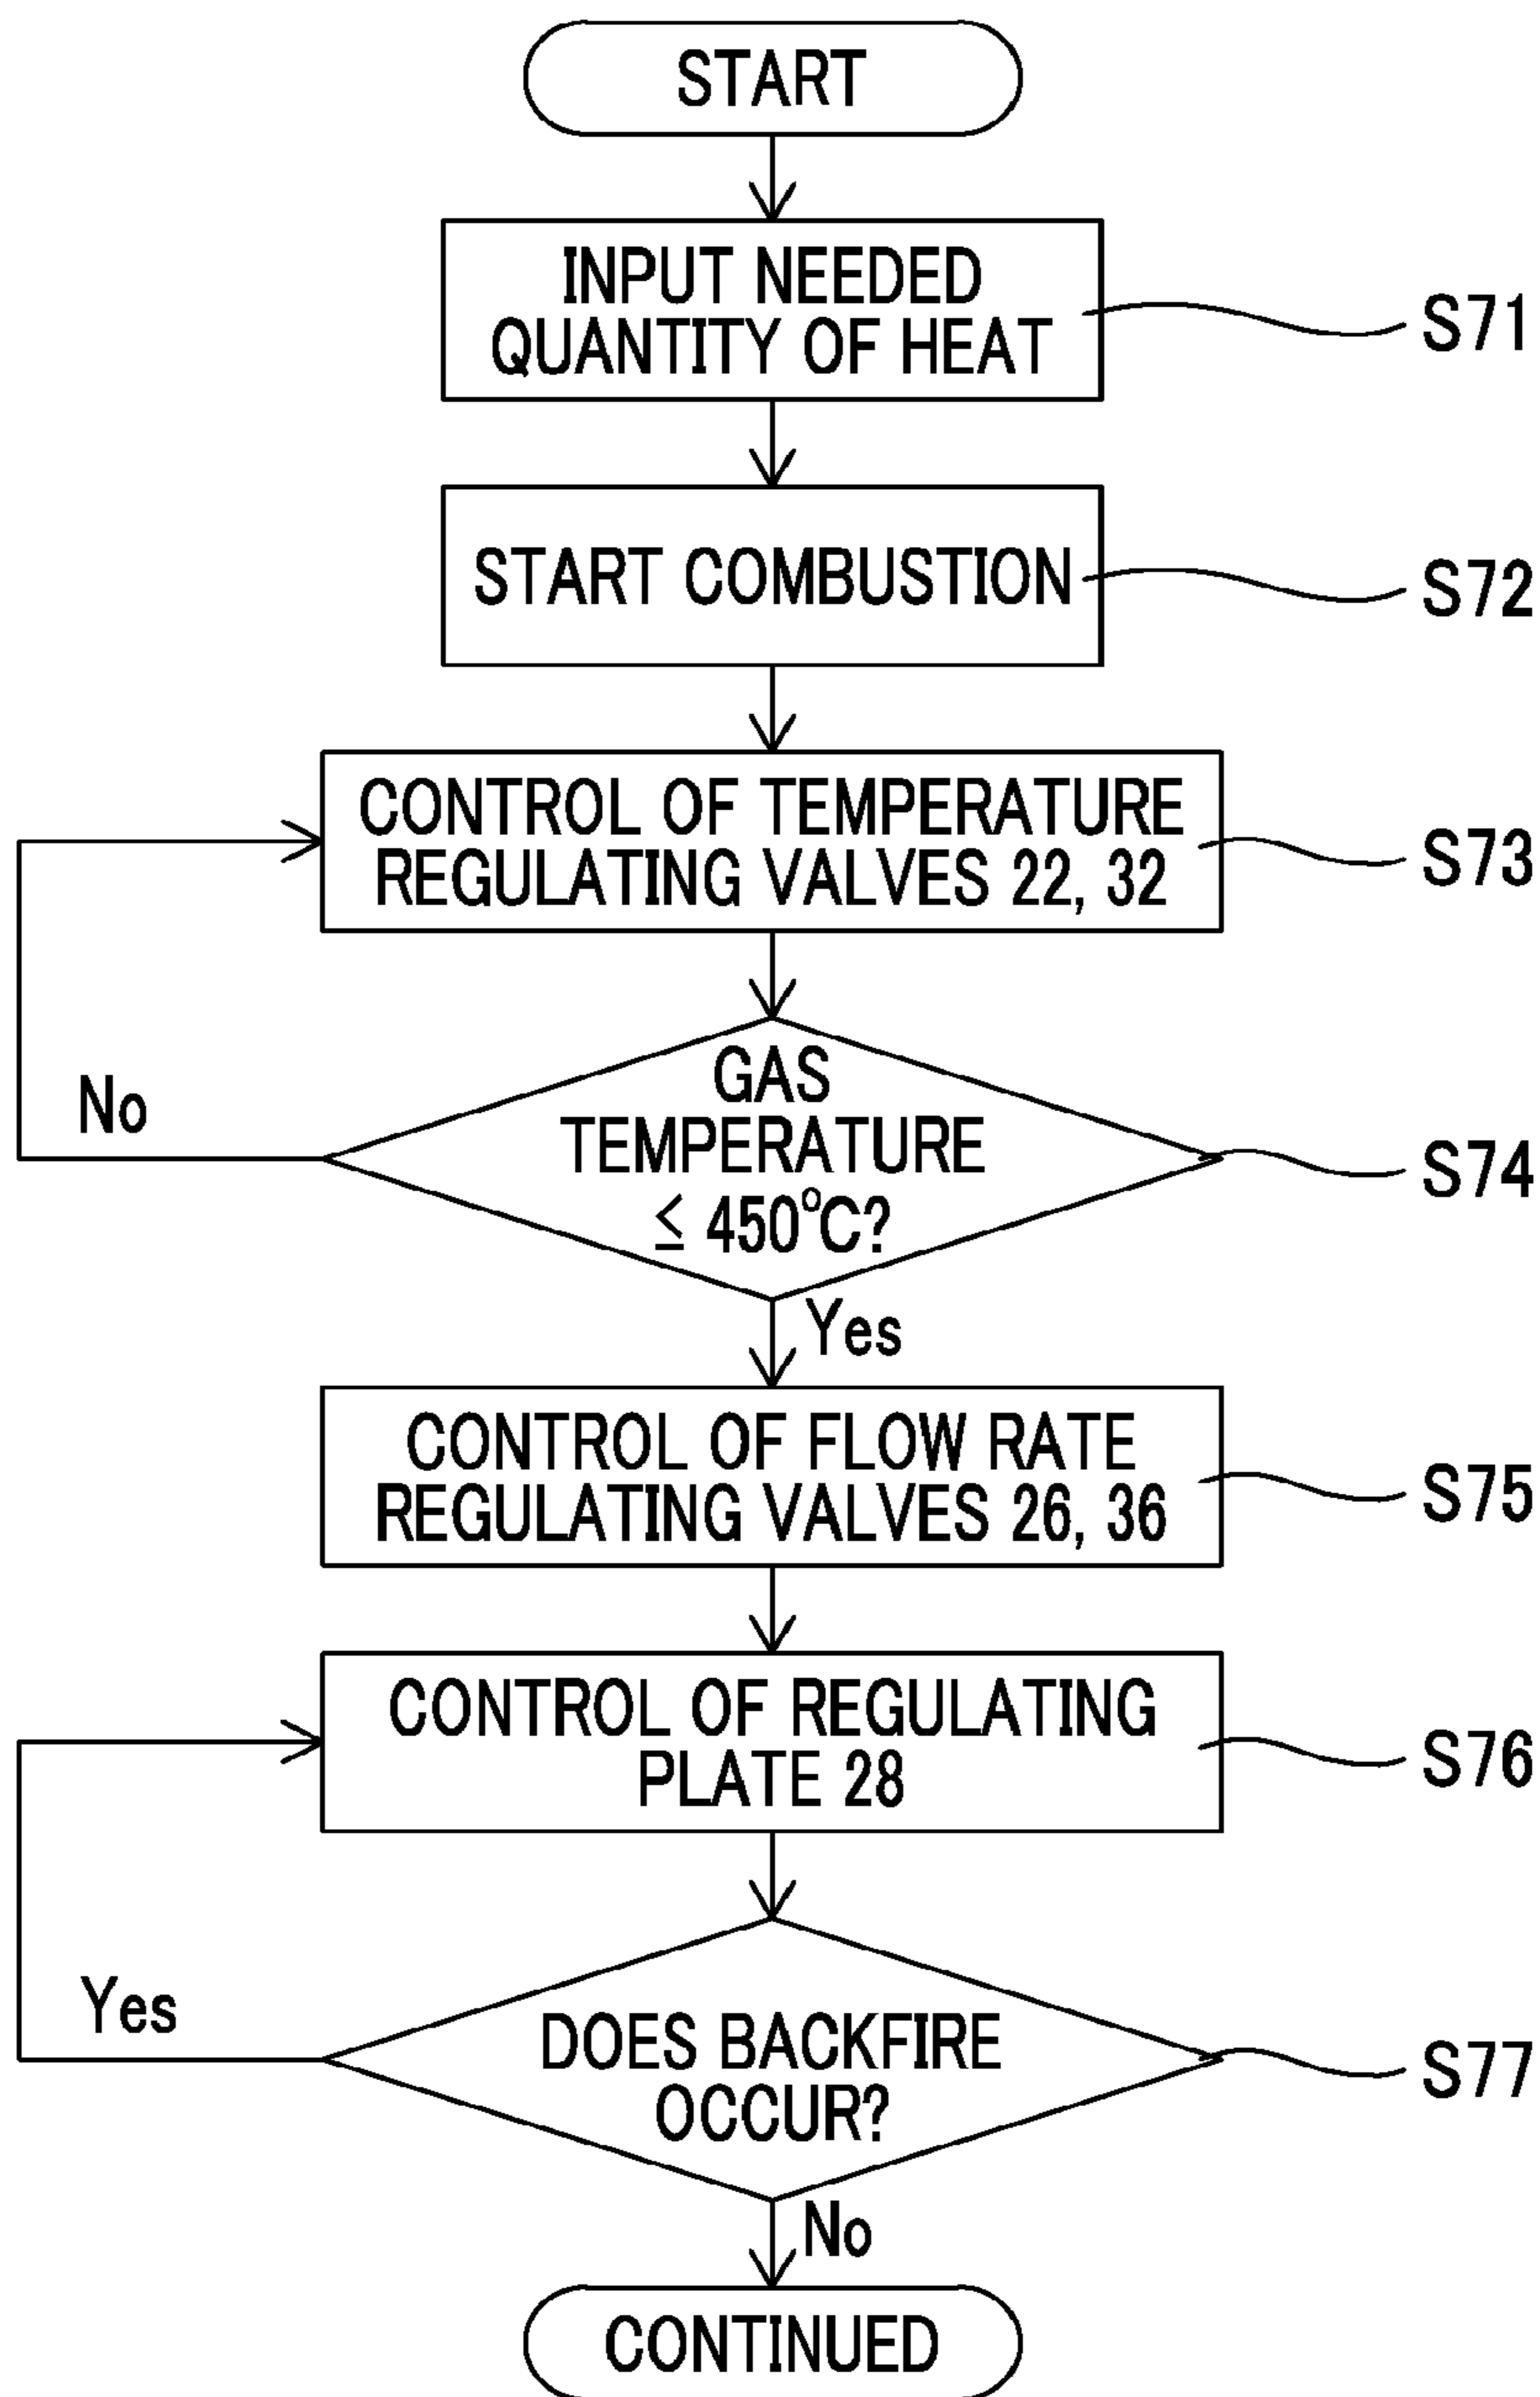 START
INPUT NEEDED
QUANTITY OF HEAT
S71
START COMBUSTION
S72
CONTROL OF TEMPERATURE
REGULATING VALVES 22, 32
S73
GAS
TEMPERATURE
≤ 450°C?
S74
No
Yes
CONTROL OF FLOW RATE
REGULATING VALVES 26, 36
S75
CONTROL OF REGULATING
PLATE 28
S76
DOES BACKFIRE
OCCUR?
S77
Yes
No
CONTINUED